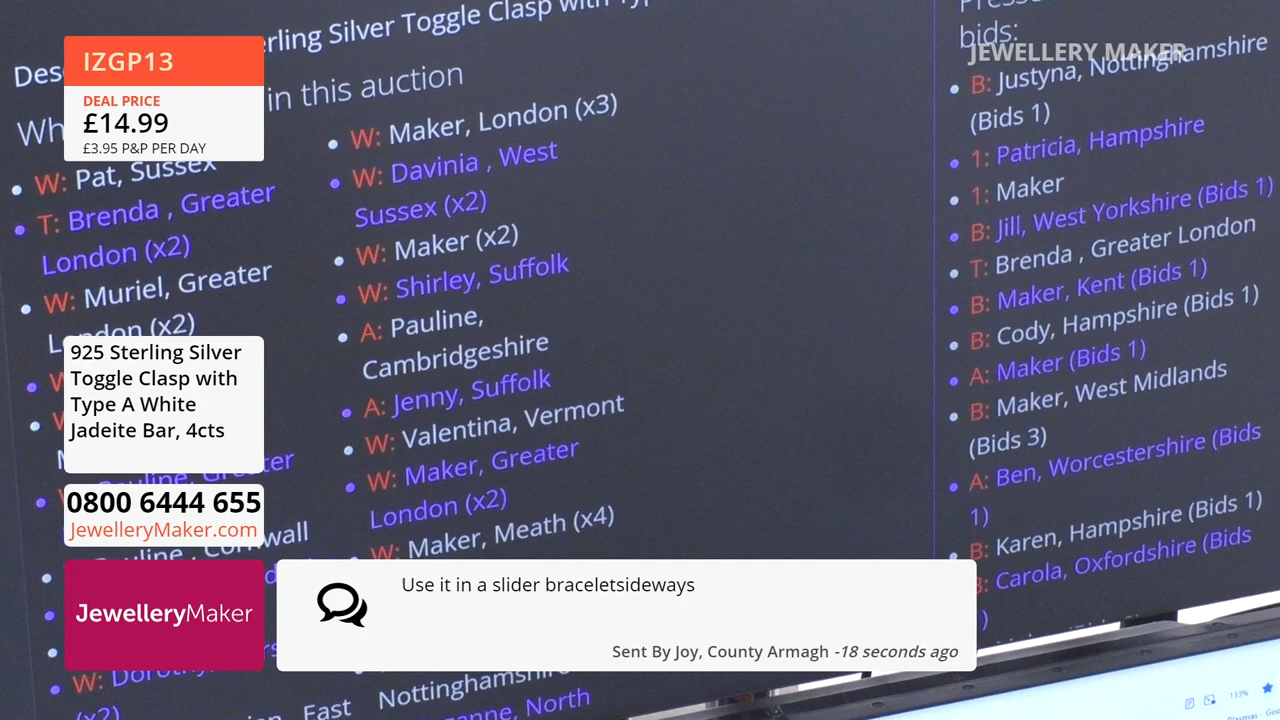 JEWELLERY MAKER
IZGP13
DEAL PRICE
£14.99
£3.95 P&P PER DAY
925 Sterling Silver
Toggle Clasp with
Type A White
Jadeite Bar, 4cts
0800 6444 655
JewelleryMaker.com
JewelleryMaker
Use it in a slider braceletsideways
Sent By Joy, County Armagh -18 seconds ago
Silver Toggle Clasp with
in this auction
W: Pat, Sussex
T: Brenda , Greater
London (x2)
W: Muriel, Greater
London (x2)
W: Maker, London (x3)
W: Davinia , West
Sussex (x2)
W: Maker (x2)
W: Shirley, Suffolk
A: Pauline,
Cambridgeshire
A: Jenny, Suffolk
W: Valentina, Vermont
W: Maker, Greater
London (x2)
W: Maker, Meath (x4)
Nottinghamshire
East
North
bids:
B: Justyna, Nottinghamshire
(Bids 1)
1: Patricia, Hampshire
1: Maker
B: Jill, West Yorkshire (Bids 1)
T: Brenda , Greater London
B: Maker, Kent (Bids 1)
B: Cody, Hampshire (Bids 1)
A: Maker (Bids 1)
B: Maker, West Midlands
(Bids 3)
A: Ben, Worcestershire (Bids
1)
B: Karen, Hampshire (Bids 1)
B: Carola, Oxfordshire (Bids
133%